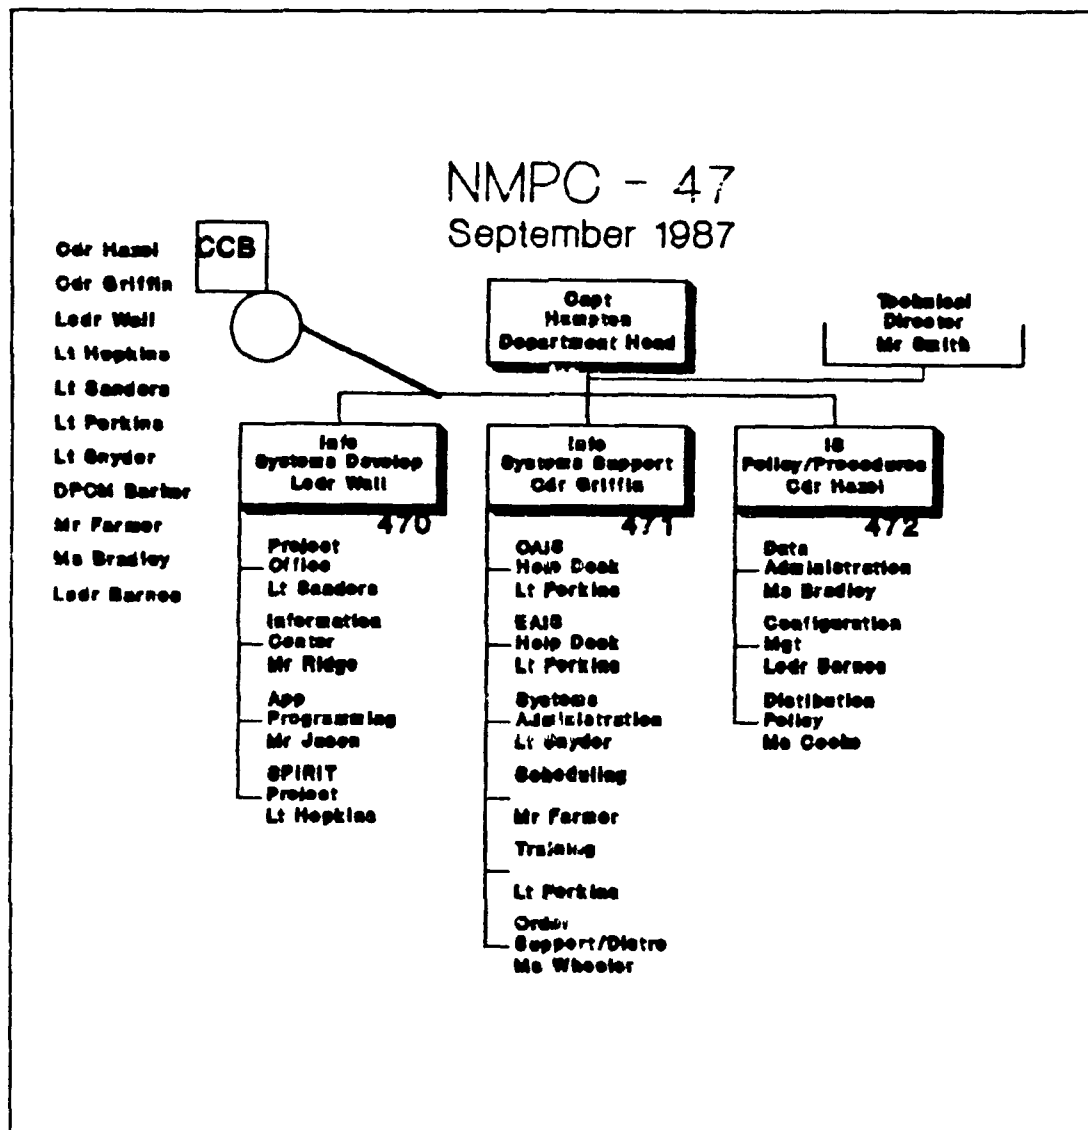 NMPC - 47
September 1987
CCB
Cdr Hazel
Cdr Griffin
Lcdr Wall
Lt Hopkins
Lt Sanders
Lt Perkins
Lt Snyder
DPCM Barker
Mr Farmer
Ms Bradley
Lcdr Barnes
Capt
Hampton
Department Head
Technical
Director
Mr Smith
Info
Systems Develop
Lcdr Wall
470
Project
Office
Lt Sanders
Information
Center
Mr Ridge
App
Programming
Mr Jason
SPIRIT
Project
Lt Hopkins
Info
Systems Support
Cdr Griffin
471
OAIS
Help Desk
Lt Perkins
EAIS
Help Desk
Lt Perkins
Systems
Administration
Lt Snyder
Scheduling
Mr Farmer
Training
Lt Perkins
Order
Support/Distro
Ms Wheeler
IS
Policy/Procedures
Cdr Hazel
472
Data
Administration
Ms Bradley
Configuration
Mgt
Lcdr Barnes
Distibution
Policy
Ms Cooke